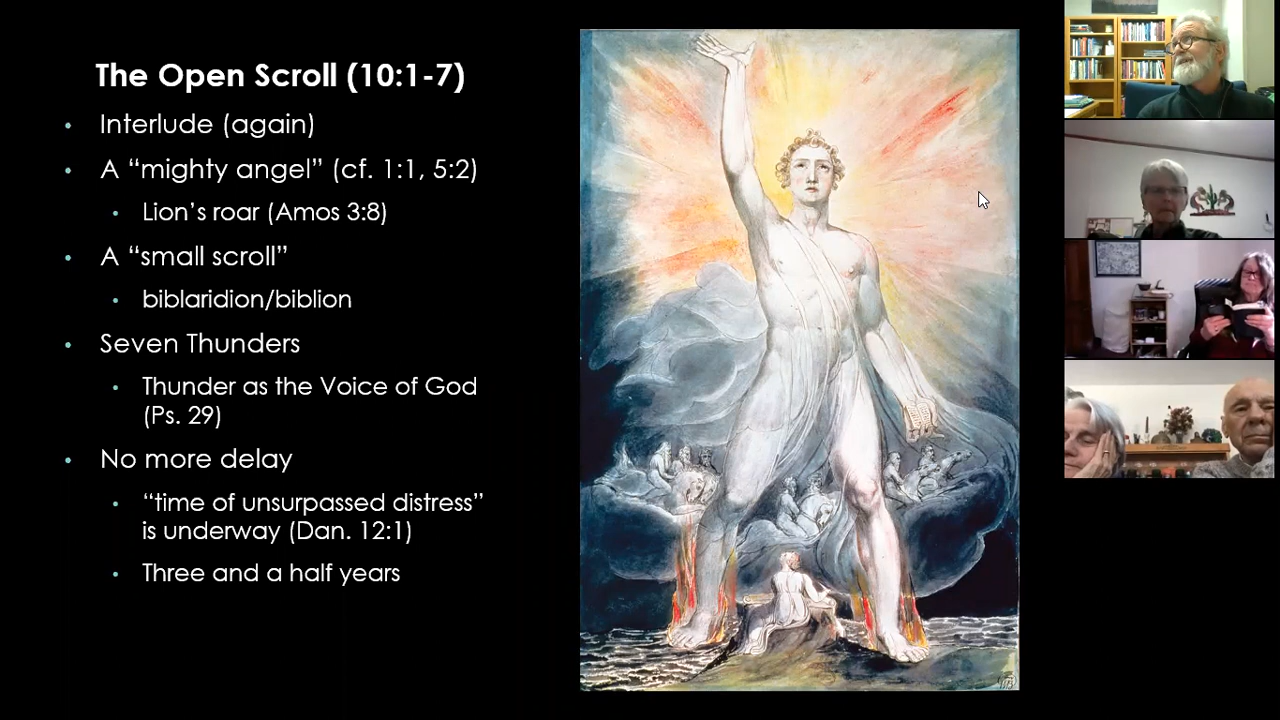 The Open Scroll (10:1-7)
• Interlude (again)
• A “mighty angel” (cf. 1:1, 5:2)
• Lion’s roar (Amos 3:8)
• A “small scroll”
• biblaridion/biblion
• Seven Thunders
• Thunder as the Voice of God
(Ps. 29)
• No more delay
• “time of unsurpassed distress”
is underway (Dan. 12:1)
• Three and a half years